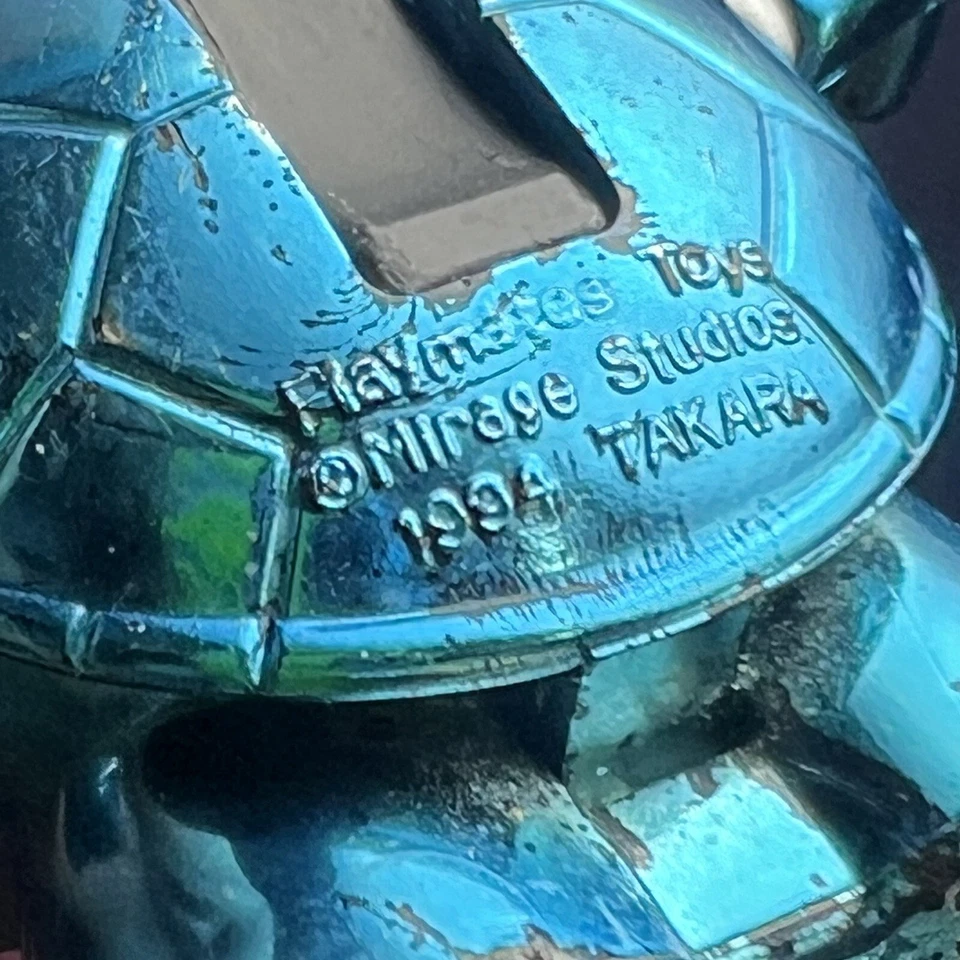 Playmates Toys
©Mirage Studios
1994 TAKARA